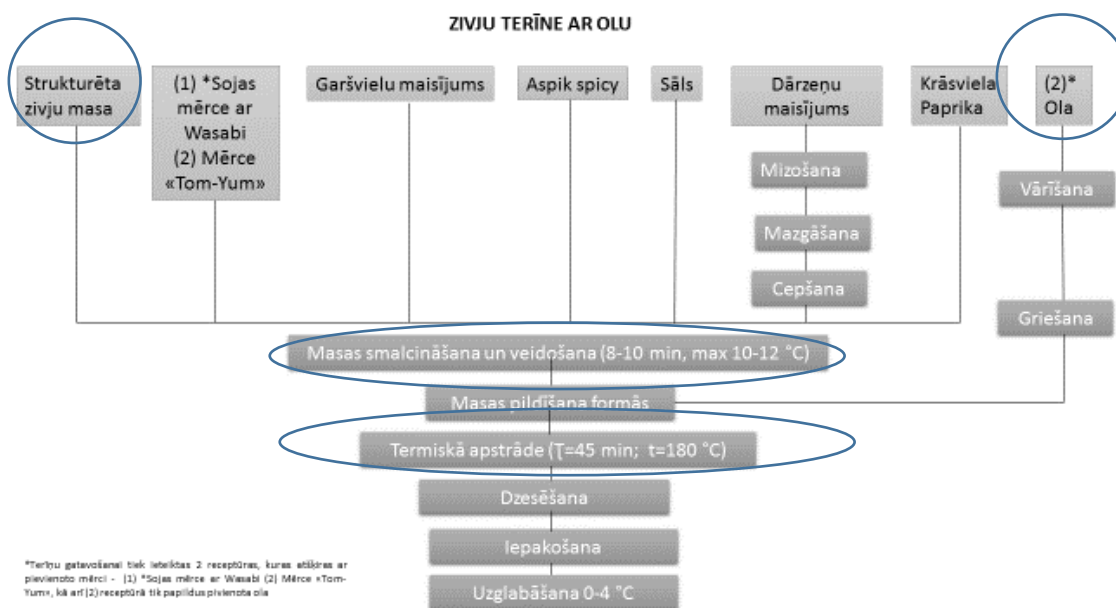 ZIVJU TERĪNE AR OLU
Strukturēta
zivju masa
(1) *Sojas
mērce ar
Wasabi
(2) Mērce
«Tom-Yum»
Garšvielu maisījums
Aspik spicy
Sāls
Dārzeņu
maisījums
Krāsviela
Paprika
(2)*
Ola
Mizošana
Mazgāšana
Cepšana
Vārīšana
Griešana
Masas smalcināšana un veidošana (8-10 min, max 10-12 °C)
Masas pildīšana formās
Termiskā apstrāde (Ʈ=45 min; t=180 °C)
Dzesēšana
Iepakošana
Uzglabāšana 0-4 °C
*Terīņu gatavošanai tiek ieteiktas 2 receptūras, kuras atšķiras ar
pievienoto mērci - (1) *Sojas mērce ar Wasabi (2) Mērce «Tom-
Yum», kā arī (2) receptūrā tik papildus pivienota ola